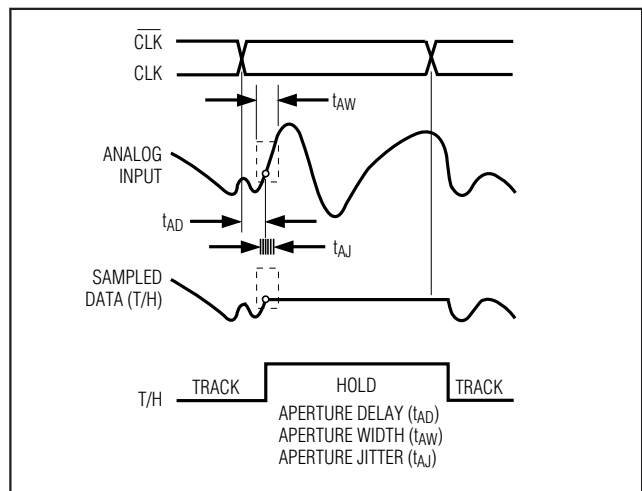 CLK
CLK
tAW
ANALOG
INPUT
tAD
tAJ
SAMPLED
DATA (T/H)
TRACK
HOLD
TRACK
T/H
APERTURE DELAY (tAD)
APERTURE WIDTH (tAW)
APERTURE JITTER (tAJ)